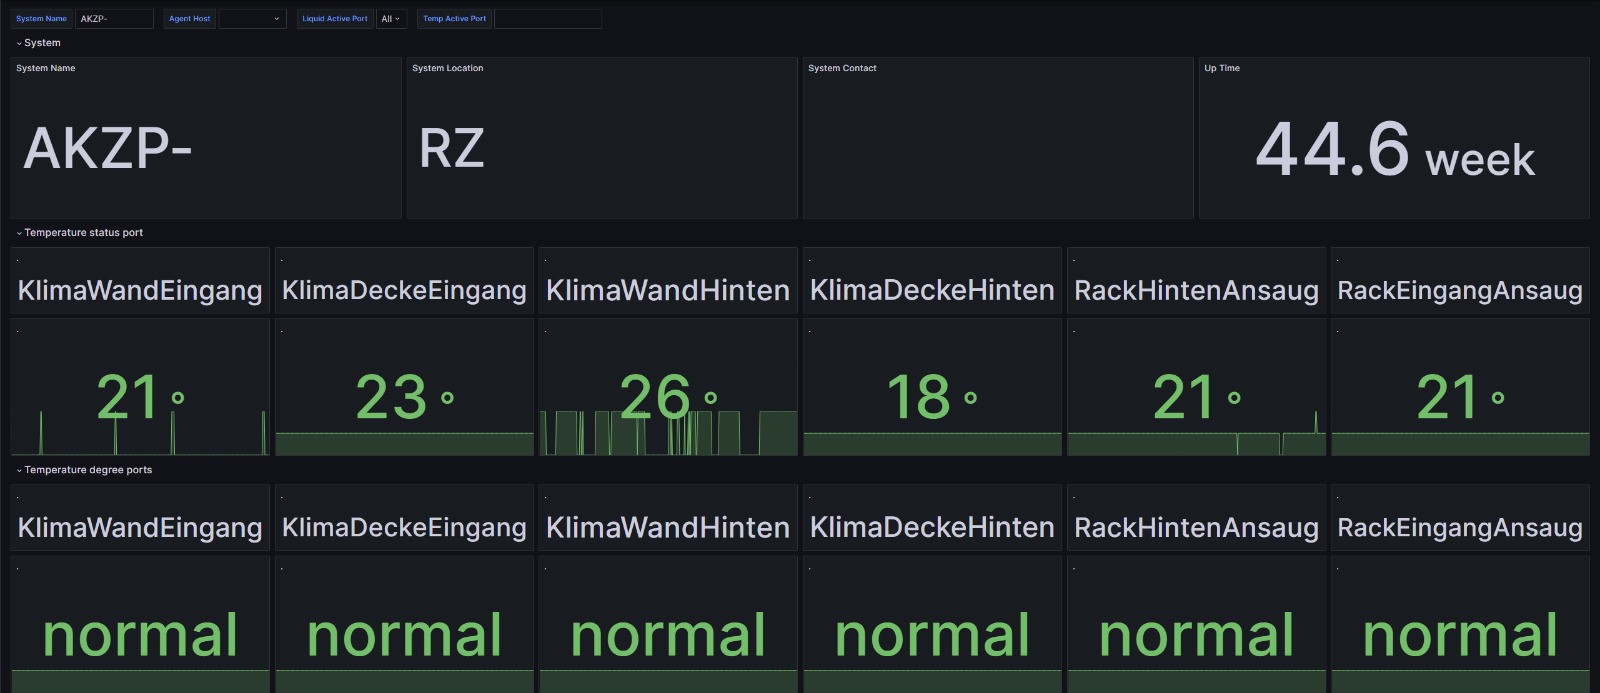 System Name AKZP- Agent Host Liquid Active Port All Temp Active Port
System
System Name System Location System Contact Up Time
AKZP- RZ 44.6 week
Temperature status port
KlimaWandEingang KlimaDeckeEingang KlimaWandHinten KlimaDeckeHinten RackHintenAnsaug RackEingangAnsaug
21 ° 23 ° 26 ° 18 ° 21 ° 21 °
Temperature degree ports
KlimaWandEingang KlimaDeckeEingang KlimaWandHinten KlimaDeckeHinten RackHintenAnsaug RackEingangAnsaug
normal normal normal normal normal normal